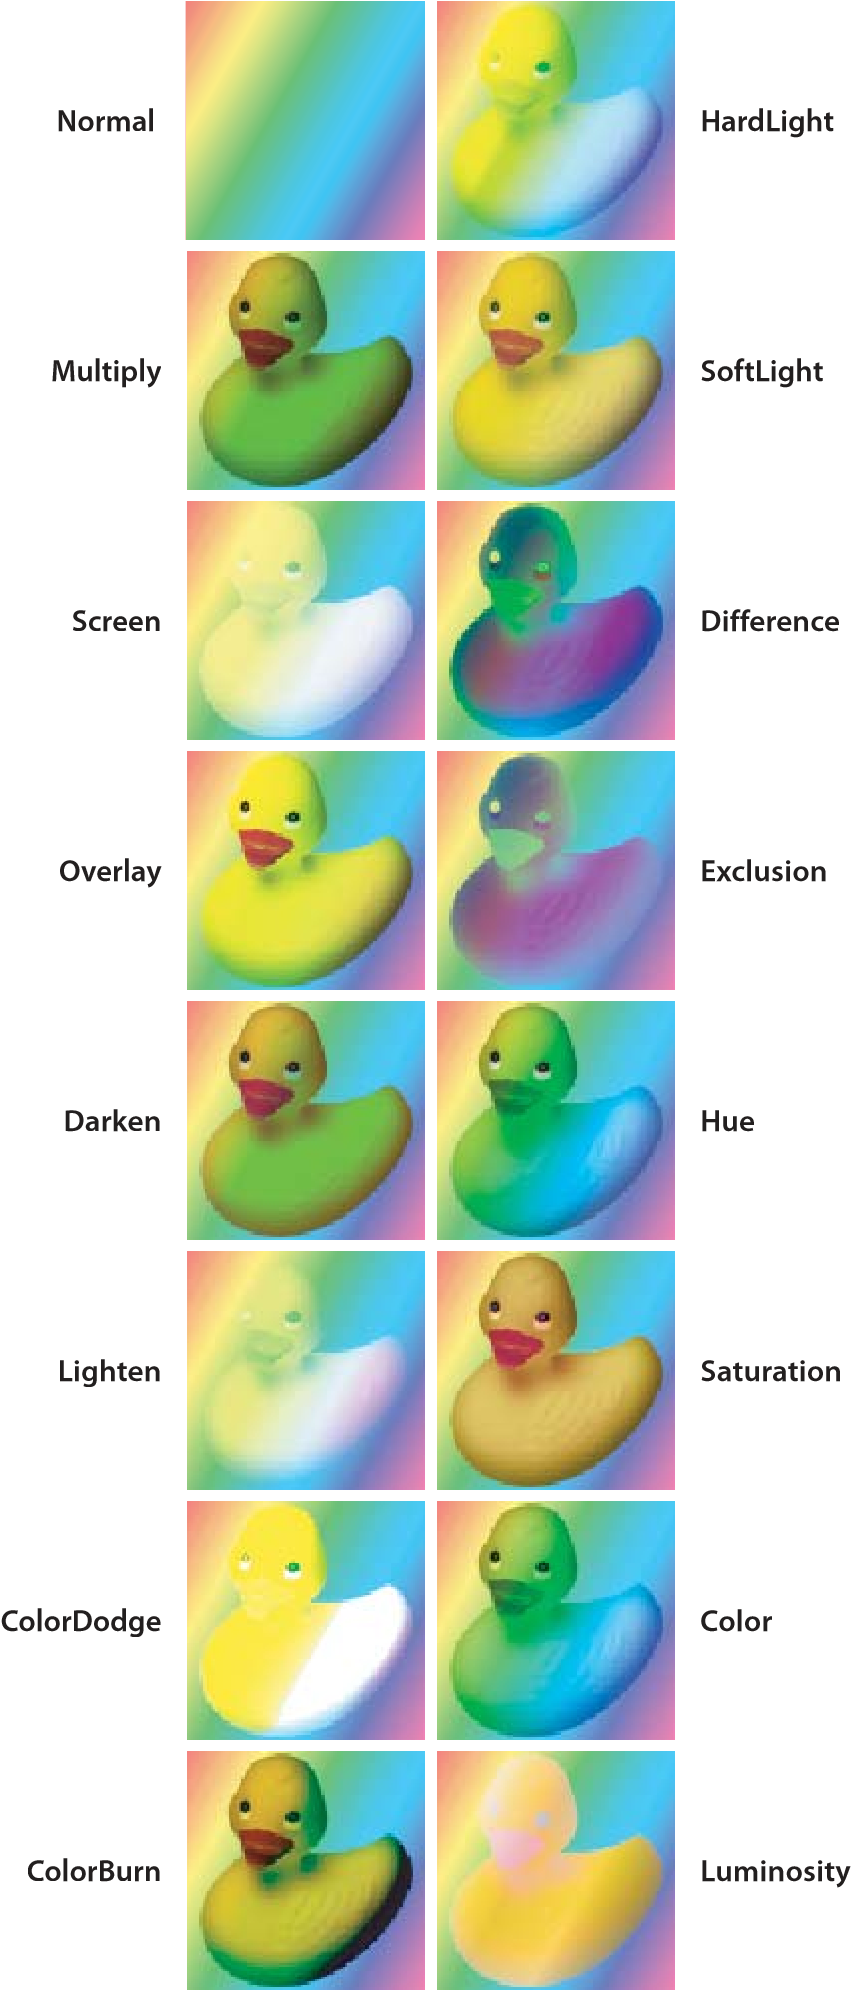 Normal
HardLight
Multiply
SoftLight
Screen
Difference
Overlay
Exclusion
Darken
Hue
Lighten
Saturation
ColorDodge
Color
ColorBurn
Luminosity